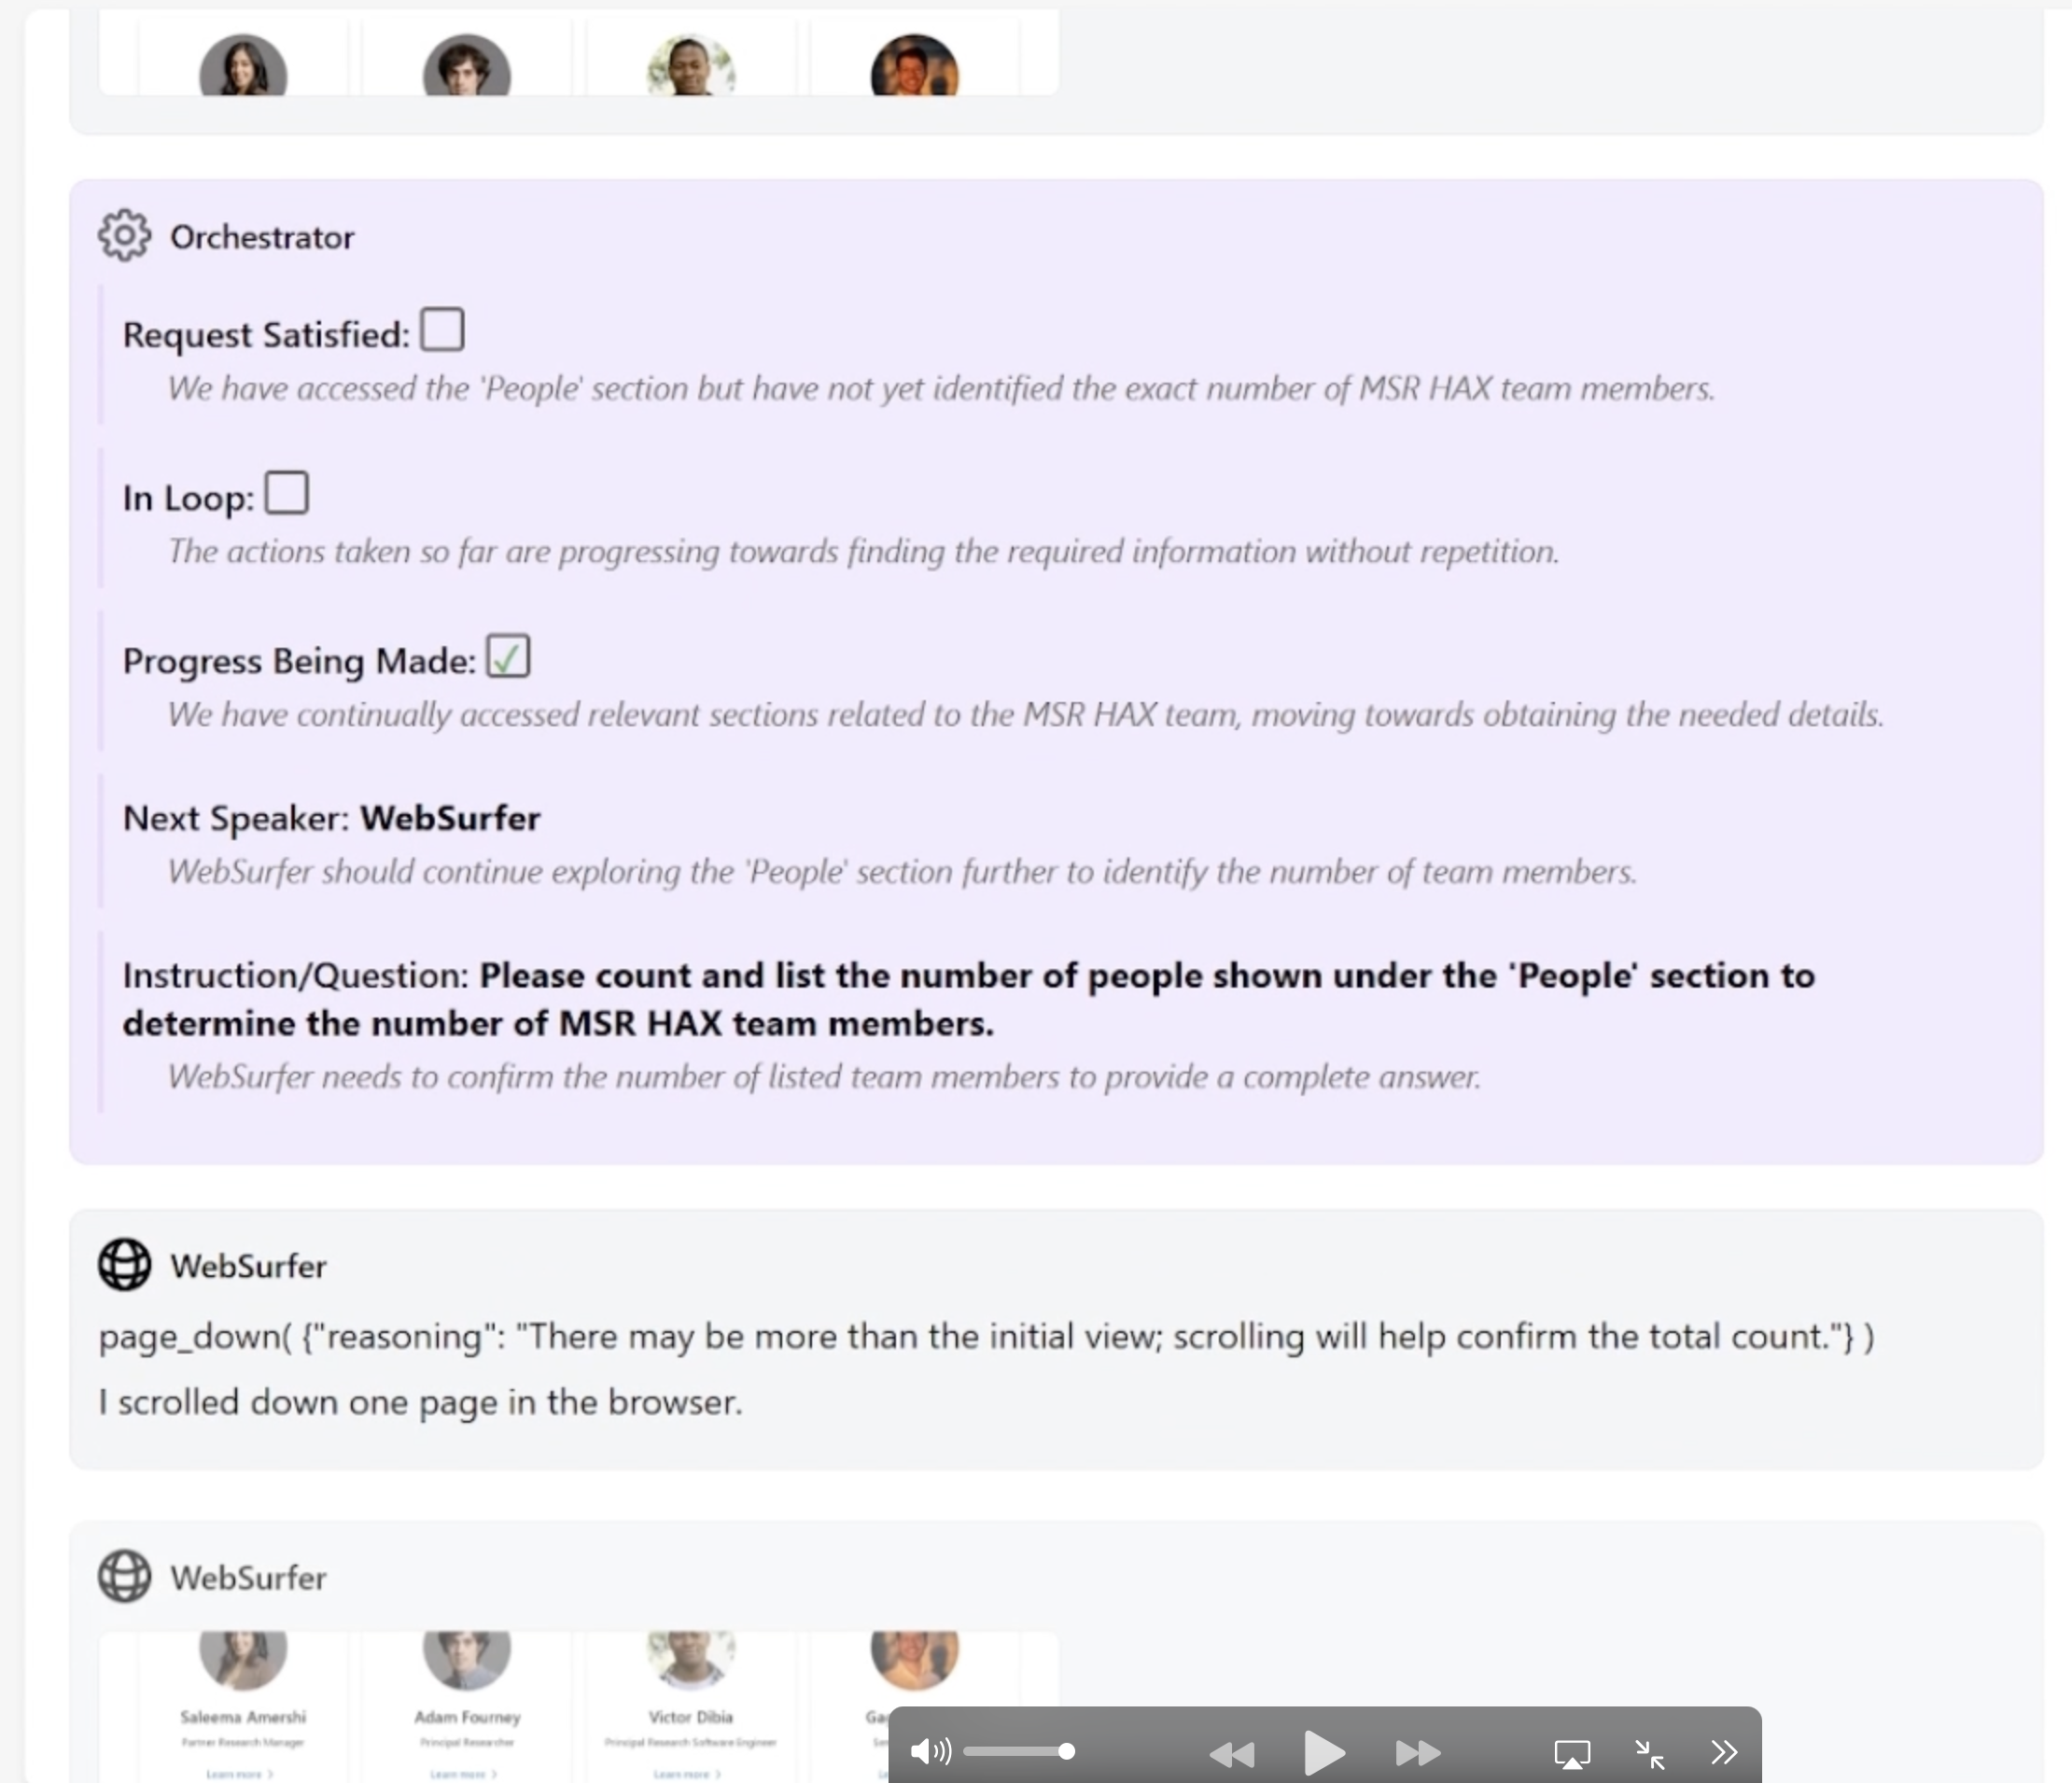 Orchestrator
Request Satisfied:
We have accessed the 'People' section but have not yet identified the exact number of MSR HAX team members.
In Loop:
The actions taken so far are progressing towards finding the required information without repetition.
Progress Being Made: ✓
We have continually accessed relevant sections related to the MSR HAX team, moving towards obtaining the needed details.
Next Speaker: WebSurfer
WebSurfer should continue exploring the 'People' section further to identify the number of team members.
Instruction/Question: Please count and list the number of people shown under the 'People' section to
determine the number of MSR HAX team members.
WebSurfer needs to confirm the number of listed team members to provide a complete answer.
WebSurfer
page_down( {"reasoning": "There may be more than the initial view; scrolling will help confirm the total count."} )
I scrolled down one page in the browser.
WebSurfer
Saleema Amershi Adam Fourney Victor Dibia
Partner Research Manager Principal Researcher Principal Research Software Engineer
Learn more > Learn more > Learn more >